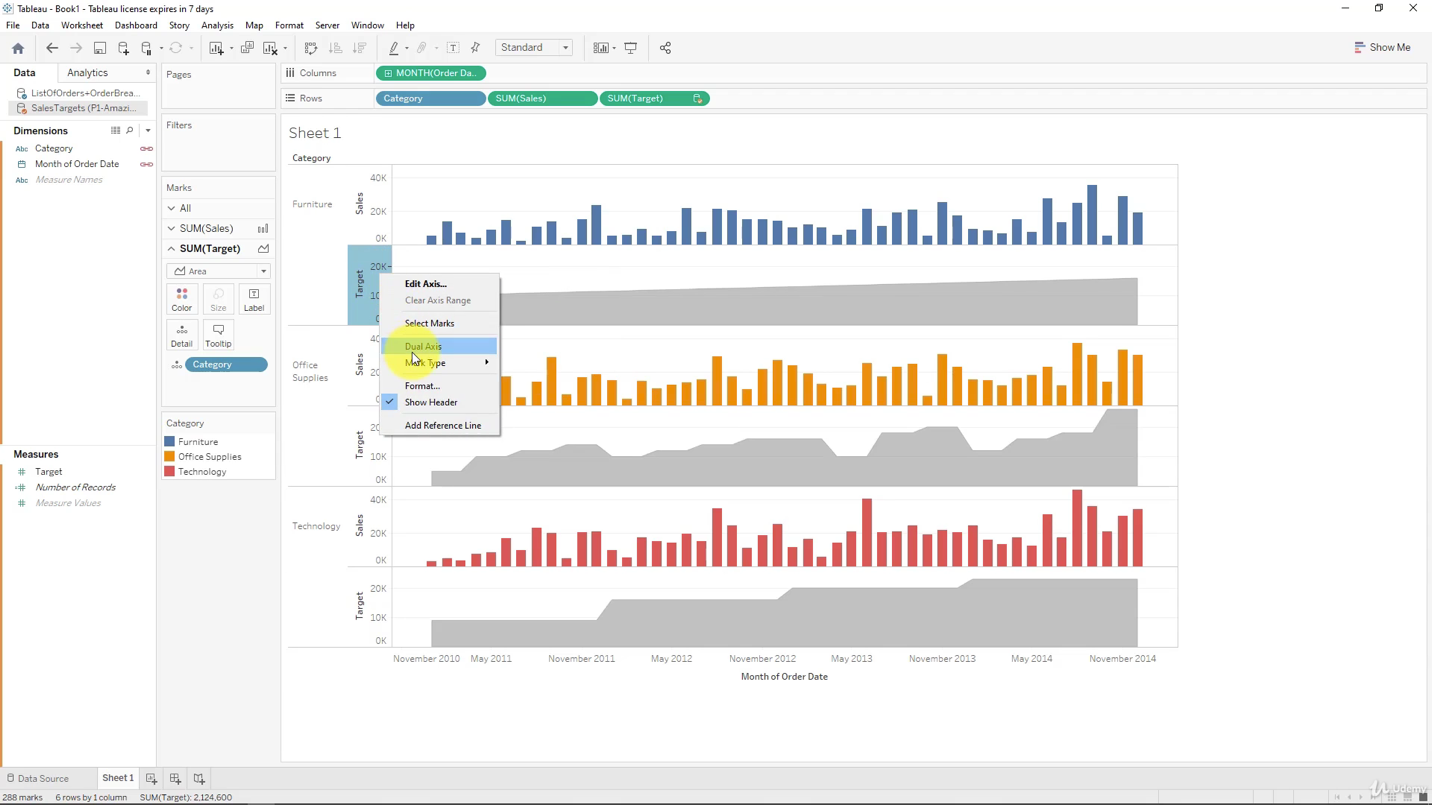 Tableau - Book1 - Tableau license expires in 7 days
File Data Worksheet Dashboard Story Analysis Map Format Server Window Help
Standard
Show Me
Data Analytics
ListOfOrders+OrderBrea...
SalesTargets (P1-Amazi...
Dimensions
Abc Category
Month of Order Date
Abc Measure Names
Measures
Target
Number of Records
Measure Values
Pages
Filters
Marks
All
SUM(Sales)
SUM(Target)
Area
Color Size Label
Detail Tooltip
Category
Category
Furniture
Office Supplies
Technology
Columns MONTH(Order Da..
Rows Category SUM(Sales) SUM(Target)
Sheet 1
Category
Furniture
Sales
40K
20K
0K
Target
20K
Edit Axis...
Clear Axis Range
Select Marks
Dual Axis
Mark Type
Format...
Show Header
Add Reference Line
Office
Supplies
Sales
Target
10K
0K
Technology
Sales
40K
20K
0K
Target
20K
10K
0K
November 2010 May 2011 November 2011 May 2012 November 2012 May 2013 November 2013 May 2014 November 2014
Month of Order Date
Data Source Sheet 1
288 marks 6 rows by 1 column SUM(Target): 2,124,600
Udemy